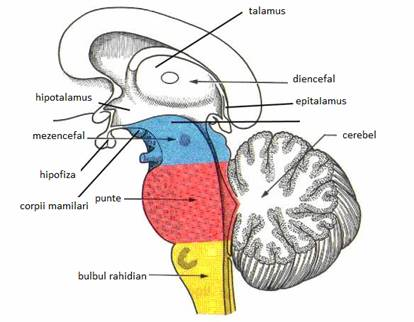 talamus
diencefal
hipotalamus
epitalamus
mezencefal
cerebel
hipofiza
corpii mamilari
punte
bulbul rahidian